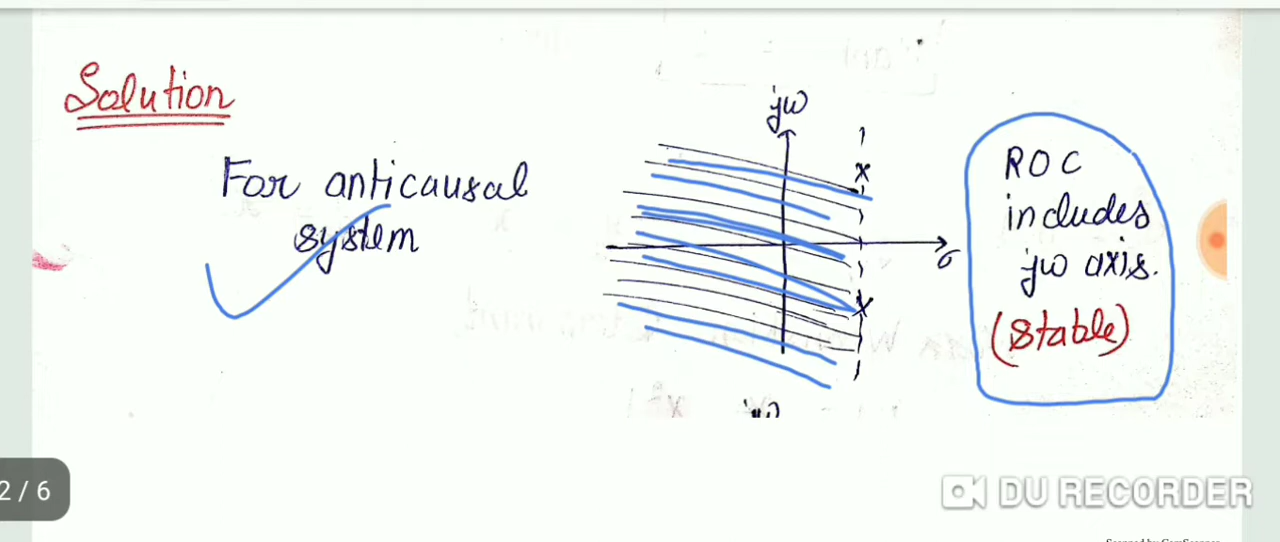 Solution
For anticausal
system
jω
x
σ
x
ROC
includes
jω axis.
(stable)
2 / 6
DU RECORDER